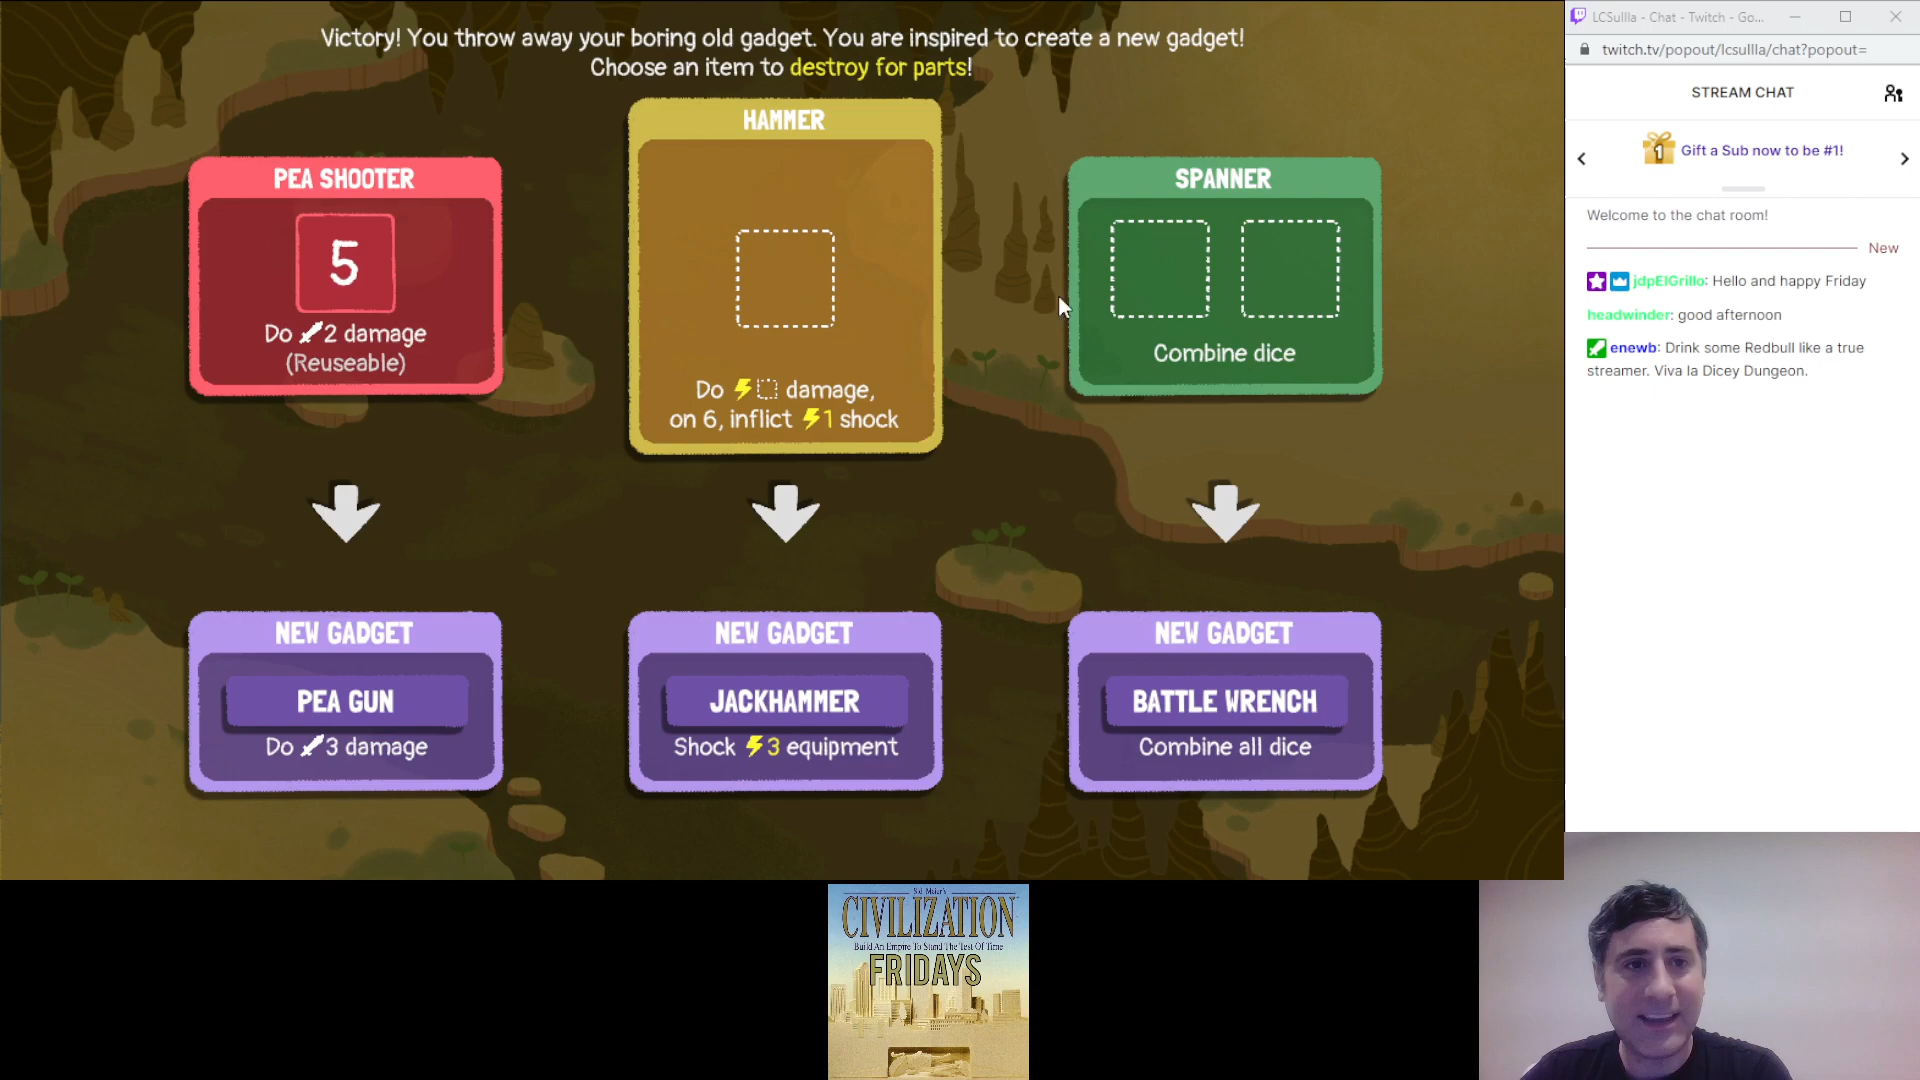 Victory! You throw away your boring old gadget. You are inspired to create a new gadget!
Choose an item to destroy for parts!
PEA SHOOTER
5
Do 2 damage
(Reuseable)
HAMMER
Do damage,
on 6, inflict 1 shock
SPANNER
Combine dice
NEW GADGET
PEA GUN
Do 3 damage
NEW GADGET
JACKHAMMER
Shock 3 equipment
NEW GADGET
BATTLE WRENCH
Combine all dice
LCSullla - Chat - Twitch - Go...
twitch.tv/popout/lcsullla/chat?popout=
STREAM CHAT
1
Gift a Sub now to be #1!
Welcome to the chat room!
New
jdpElGrillo: Hello and happy Friday
headwinder: good afternoon
enewb: Drink some Redbull like a true
streamer. Viva la Dicey Dungeon.
Sid Meier's
CIVILIZATION
Build An Empire To Stand The Test Of Time
FRIDAYS